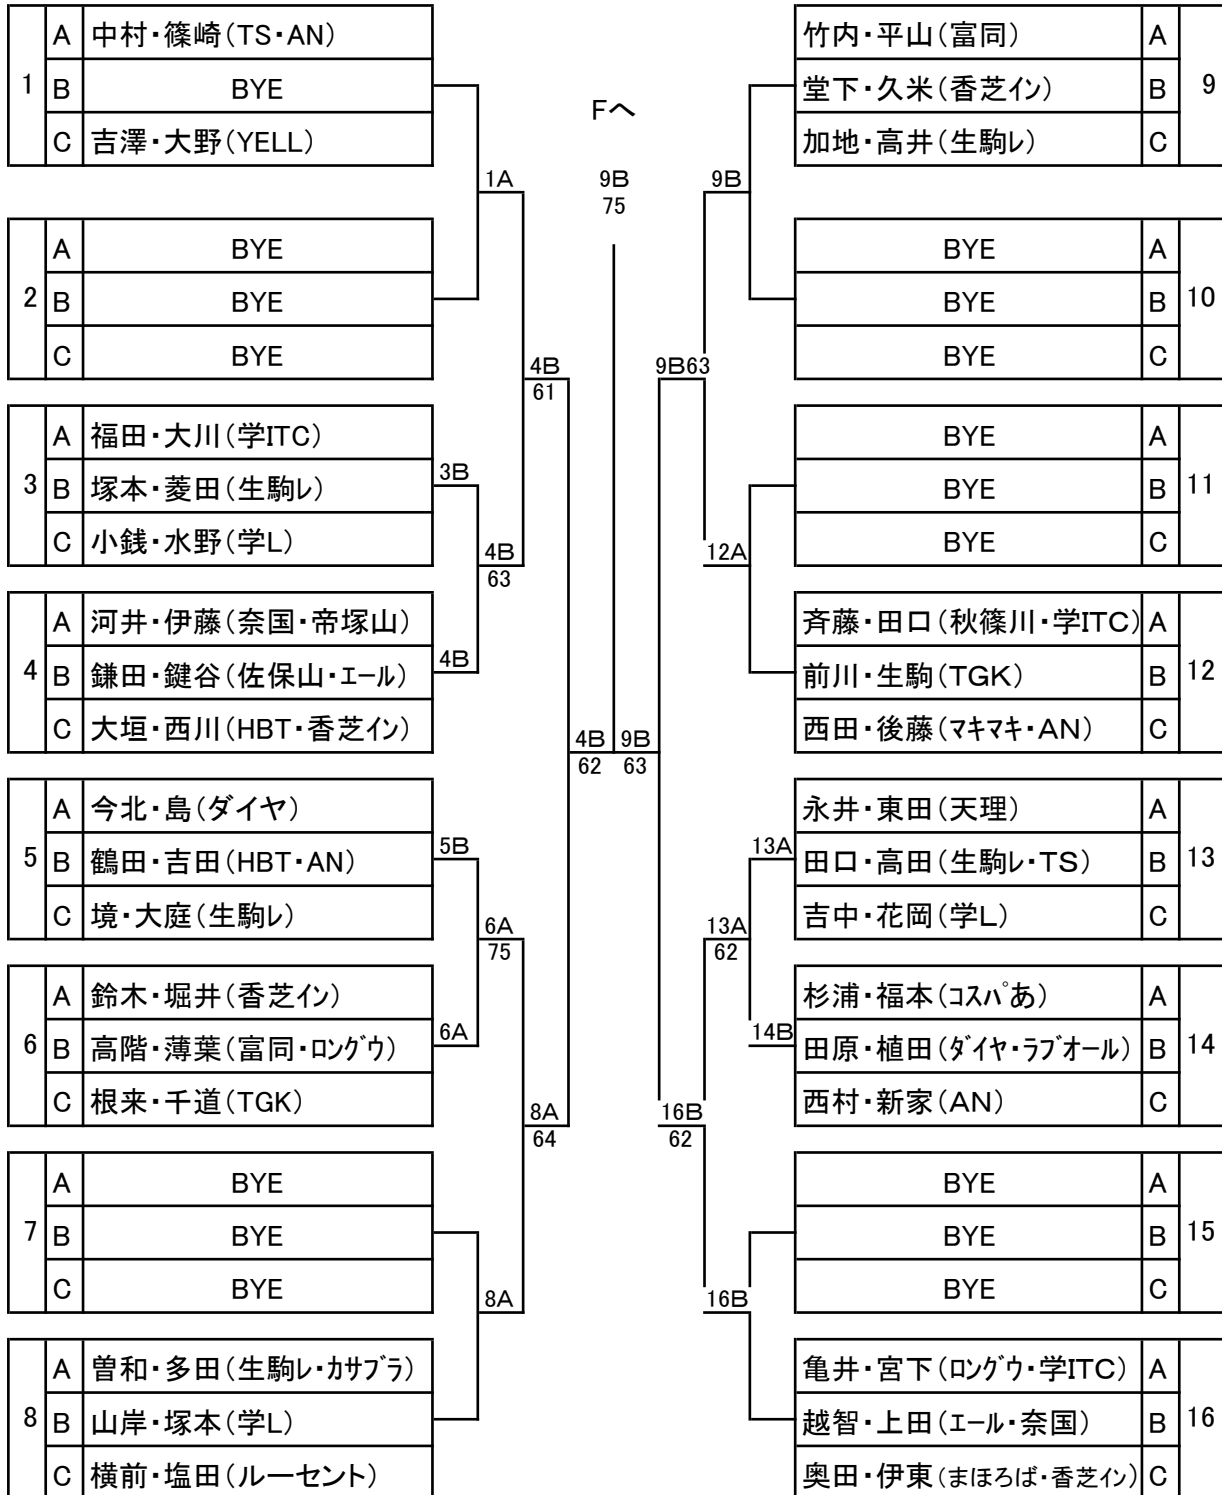 1
A 中村・篠崎（TS・AN）
B BYE
C 吉澤・大野（YELL）
2
A BYE
B BYE
C BYE
3
A 福田・大川（学ITC）
B 塚本・菱田（生駒レ）
C 小銭・水野（学L）
4
A 河井・伊藤（奈国・帝塚山）
B 鎌田・鍵谷（佐保山・エール）
C 大垣・西川（HBT・香芝イン）
5
A 今北・島（ダイヤ）
B 鶴田・吉田（HBT・AN）
C 境・大庭（生駒レ）
6
A 鈴木・堀井（香芝イン）
B 高階・薄葉（富同・ロングウ）
C 根来・千道（TGK）
7
A BYE
B BYE
C BYE
8
A 曽和・多田（生駒レ・カサブラ）
B 山岸・塚本（学L）
C 横前・塩田（ルーセント）
1A
3B
4B
4B
63
4B
61
5B
6A
6A
75
8A
8A
64
4B
62
Fへ
9B
75
9B
63
9B
9B63
12A
13A
13A
62
14B
16B
62
16B
竹内・平山（富同） A
堂下・久米（香芝イン） B
加地・高井（生駒レ） C
9
BYE A
BYE B
BYE C
10
BYE A
BYE B
BYE C
11
斉藤・田口（秋篠川・学ITC） A
前川・生駒（TGK） B
西田・後藤（マキマキ・AN） C
12
永井・東田（天理） A
田口・高田（生駒レ・TS） B
吉中・花岡（学L） C
13
杉浦・福本（コスパあ） A
田原・植田（ダイヤ・ラブオール） B
西村・新家（AN） C
14
BYE A
BYE B
BYE C
15
亀井・宮下（ロングウ・学ITC） A
越智・上田（エール・奈国） B
奥田・伊東（まほろば・香芝イン） C
16